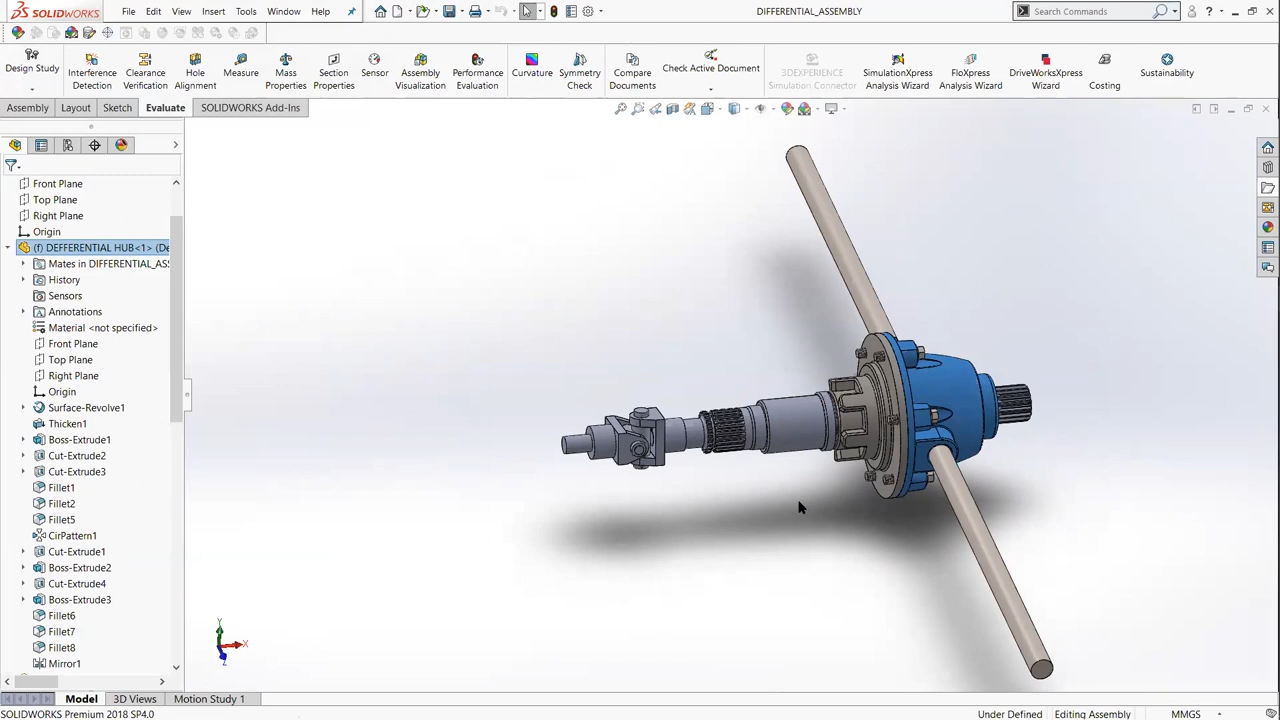 SOLIDWORKS File Edit View Insert Tools Window Help DIFFERENTIAL_ASSEMBLY Search Commands ?
Design Study
Interference Detection
Clearance Verification
Hole Alignment
Measure
Mass Properties
Section Properties
Sensor
Assembly Visualization
Performance Evaluation
Curvature
Symmetry Check
Compare Documents
Check Active Document
3DEXPERIENCE Simulation Connector
SimulationXpress Analysis Wizard
FloXpress Analysis Wizard
DriveWorksXpress Wizard
Costing
Sustainability
Assembly Layout Sketch Evaluate SOLIDWORKS Add-Ins
Front Plane
Top Plane
Right Plane
Origin
(f) DEFFERENTIAL HUB<1> (De
Mates in DIFFERENTIAL_ASS
History
Sensors
Annotations
Material <not specified>
Front Plane
Top Plane
Right Plane
Origin
Surface-Revolve1
Thicken1
Boss-Extrude1
Cut-Extrude2
Cut-Extrude3
Fillet1
Fillet2
Fillet5
CirPattern1
Cut-Extrude1
Boss-Extrude2
Cut-Extrude4
Boss-Extrude3
Fillet6
Fillet7
Fillet8
Mirror1
Y
X
Z
Model 3D Views Motion Study 1
SOLIDWORKS Premium 2018 SP4.0 Under Defined Editing Assembly MMGS